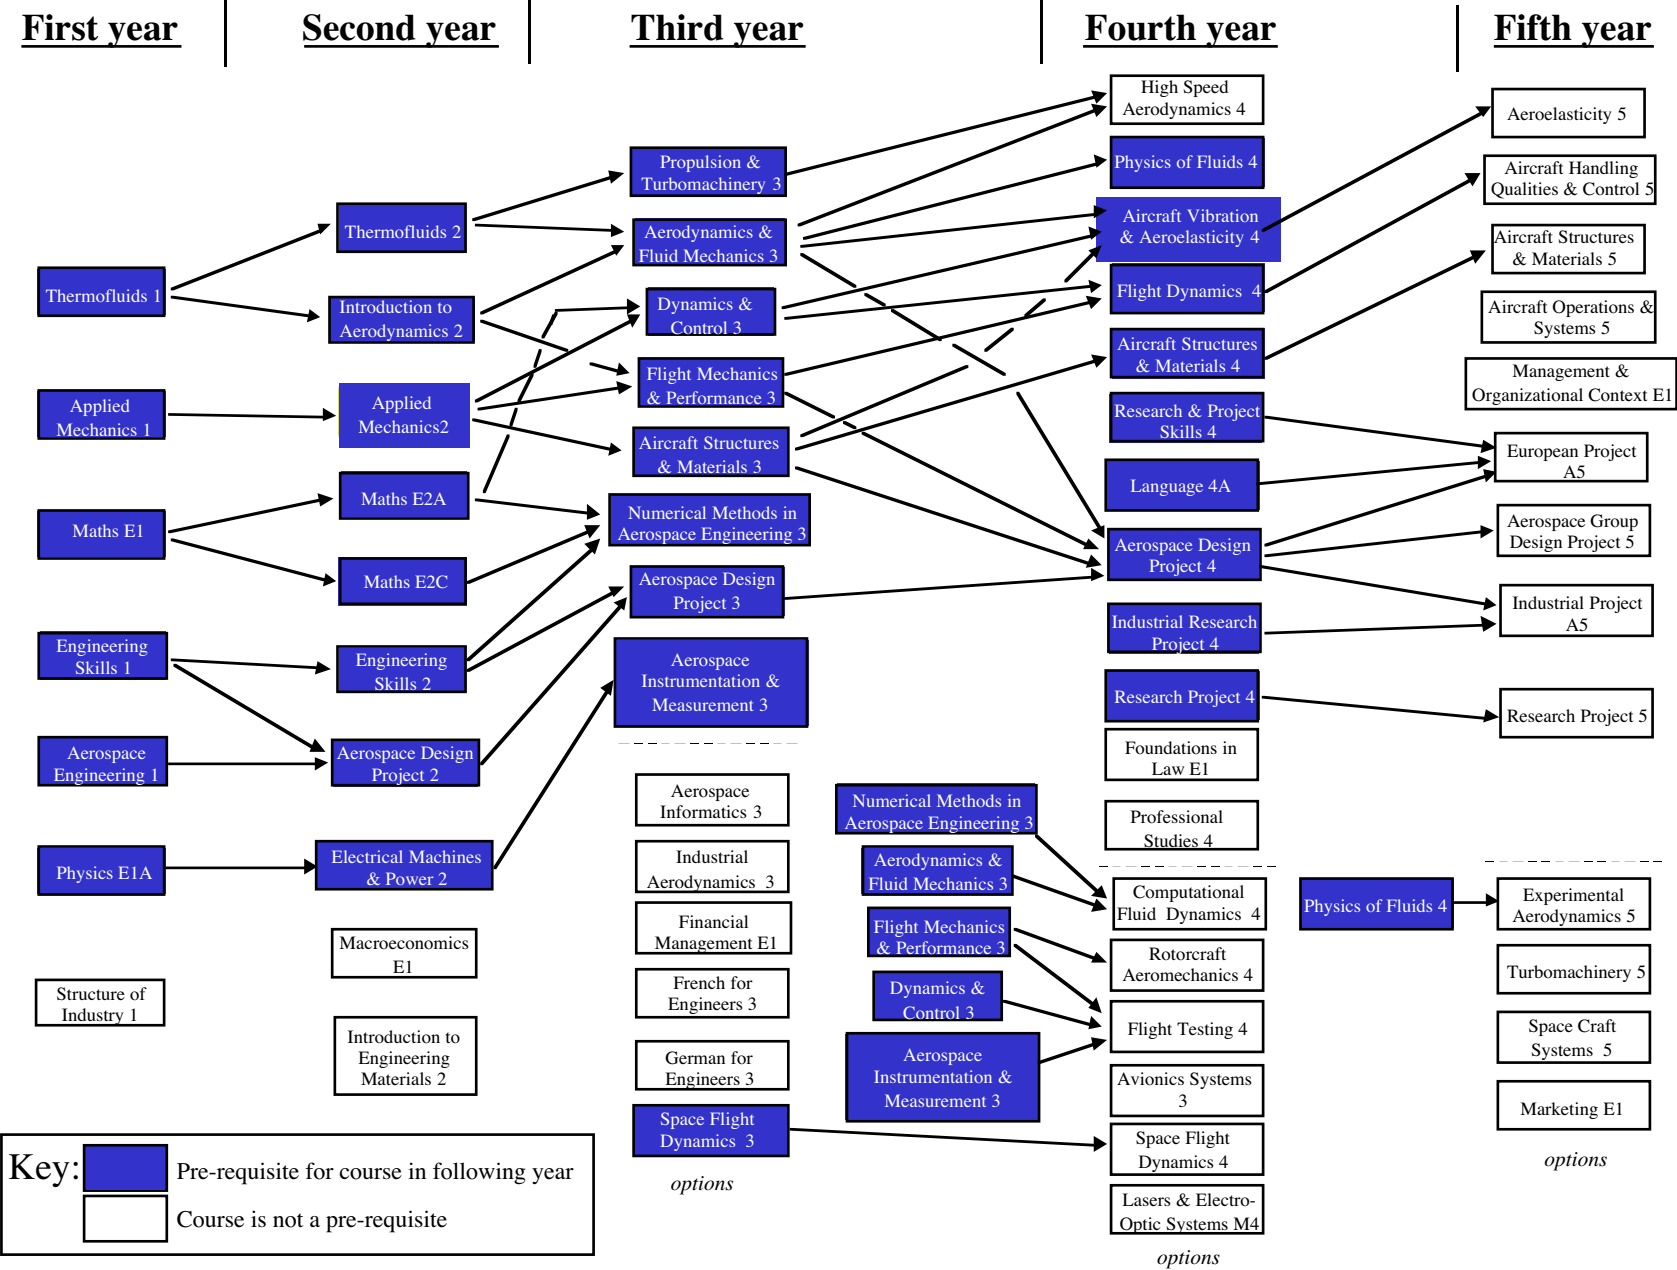 First year
Second year
Third year
Fourth year
Fifth year
Thermofluids 1
Applied
Mechanics 1
Maths E1
Engineering
Skills 1
Aerospace
Engineering 1
Physics E1A
Structure of
Industry 1
Thermofluids 2
Introduction to
Aerodynamics 2
Applied
Mechanics2
Maths E2A
Maths E2C
Engineering
Skills 2
Aerospace Design
Project 2
Electrical Machines
& Power 2
Macroeconomics
E1
Introduction to
Engineering
Materials 2
Propulsion &
Turbomachinery 3
Aerodynamics &
Fluid Mechanics 3
Dynamics &
Control 3
Flight Mechanics
& Performance 3
Aircraft Structures
& Materials 3
Numerical Methods in
Aerospace Engineering 3
Aerospace Design
Project 3
Aerospace
Instrumentation &
Measurement 3
Aerospace
Informatics 3
Industrial
Aerodynamics 3
Financial
Management E1
French for
Engineers 3
German for
Engineers 3
Space Flight
Dynamics 3
options
Numerical Methods in
Aerospace Engineering 3
Aerodynamics &
Fluid Mechanics 3
Flight Mechanics
& Performance 3
Dynamics &
Control 3
Aerospace
Instrumentation &
Measurement 3
High Speed
Aerodynamics 4
Physics of Fluids 4
Aircraft Vibration
& Aeroelasticity 4
Flight Dynamics 4
Aircraft Structures
& Materials 4
Research & Project
Skills 4
Language 4A
Aerospace Design
Project 4
Industrial Research
Project 4
Research Project 4
Foundations in
Law E1
Professional
Studies 4
Computational
Fluid Dynamics 4
Rotorcraft
Aeromechanics 4
Flight Testing 4
Avionics Systems
3
Space Flight
Dynamics 4
Lasers & Electro-
Optic Systems M4
options
Physics of Fluids 4
Aeroelasticity 5
Aircraft Handling
Qualities & Control 5
Aircraft Structures
& Materials 5
Aircraft Operations &
Systems 5
Management &
Organizational Context E1
European Project
A5
Aerospace Group
Design Project 5
Industrial Project
A5
Research Project 5
Experimental
Aerodynamics 5
Turbomachinery 5
Space Craft
Systems 5
Marketing E1
options
Key:
Pre-requisite for course in following year
Course is not a pre-requisite